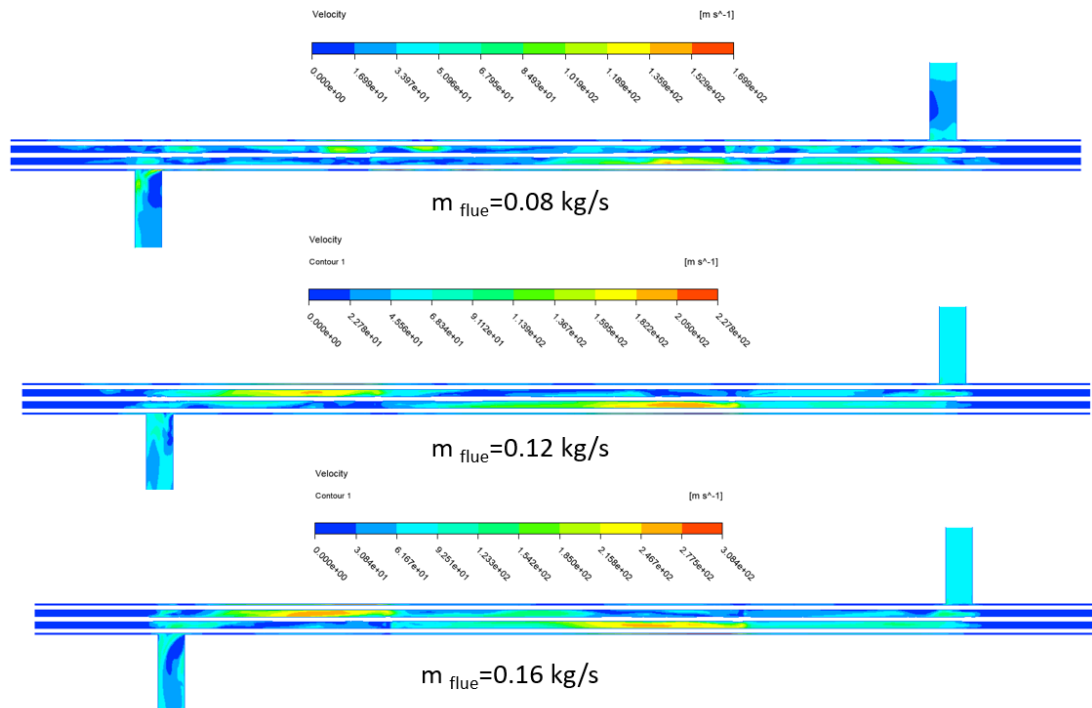 Velocity [m s^-1]
0.000e+00 1.699e+01 3.397e+01 5.096e+01 6.795e+01 8.493e+01 1.019e+02 1.189e+02 1.359e+02 1.529e+02 1.699e+02
m flue=0.08 kg/s
Velocity
Contour 1 [m s^-1]
0.000e+00 2.278e+01 4.556e+01 6.834e+01 9.112e+01 1.139e+02 1.367e+02 1.595e+02 1.822e+02 2.050e+02 2.278e+02
m flue=0.12 kg/s
Velocity
Contour 1 [m s^-1]
0.000e+00 3.084e+01 6.167e+01 9.251e+01 1.233e+02 1.542e+02 1.850e+02 2.158e+02 2.467e+02 2.775e+02 3.084e+02
m flue=0.16 kg/s